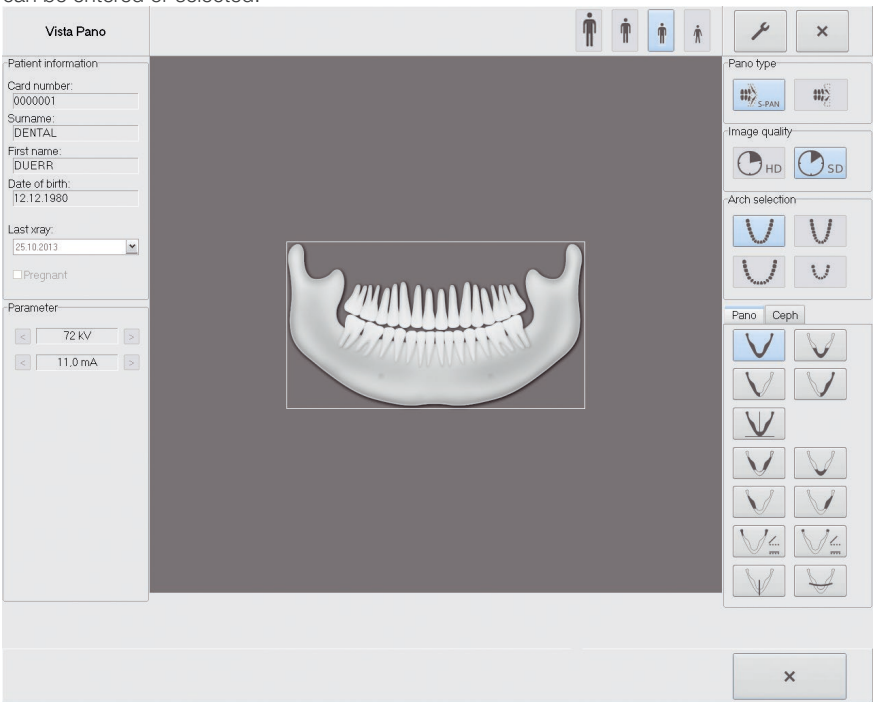 can be entered or selected.
Vista Pano
Patient information
Card number:
0000001
Surname:
DENTAL
First name:
DUERR
Date of birth:
12.12.1980
Last xray:
25.10.2013
Pregnant
Parameter
< 72 kV >
< 11,0 mA >
Pano type
S-PAN
Image quality
HD SD
Arch selection
Pano Ceph